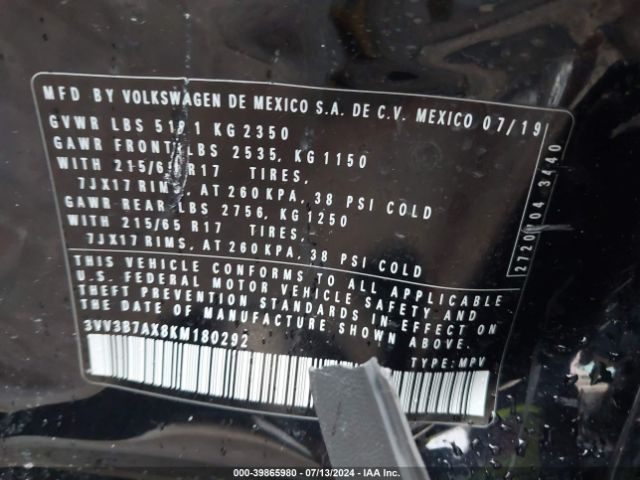 MFD BY VOLKSWAGEN DE MEXICO S.A. DE C.V. MEXICO 07/19
GVWR LBS 5181 KG 2350
GAWR FRONT LBS 2535, KG 1150
WITH 215/65 R17 TIRES,
7JX17 RIMS, AT 260 KPA, 38 PSI COLD
GAWR REAR LBS 2756, KG 1250
WITH 215/65 R17 TIRES,
7JX17 RIMS, AT 260 KPA, 38 PSI COLD
THIS VEHICLE CONFORMS TO ALL APPLICABLE
U.S. FEDERAL MOTOR VEHICLE SAFETY AND
THEFT PREVENTION STANDARDS IN EFFECT ON
THE DATE OF MANUFACTURE SHOWN ABOVE.
3VV3B7AX8KM180292
TYPE: MPV
3440
000-39865980 - 07/13/2024 - IAA Inc.